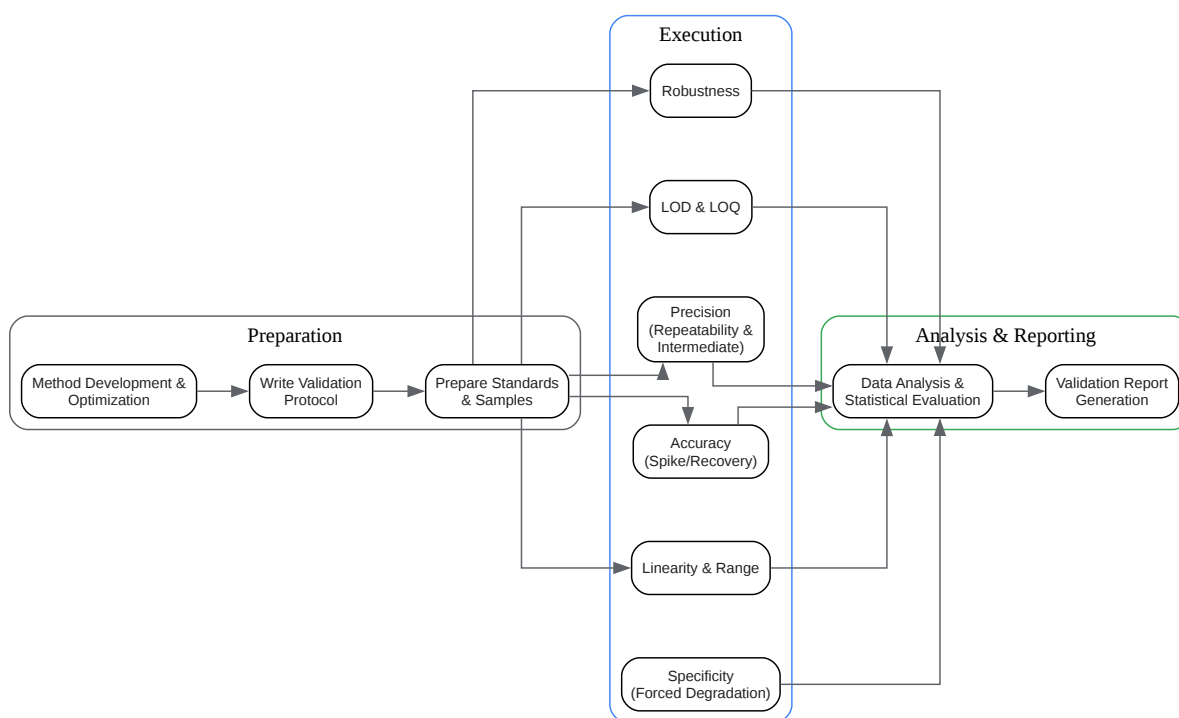 Execution
Robustness
LOD & LOQ
Precision
(Repeatability &
Intermediate)
Preparation
Analysis & Reporting
Method Development &
Optimization
Write Validation
Protocol
Prepare Standards
& Samples
Data Analysis &
Statistical Evaluation
Validation Report
Generation
Accuracy
(Spike/Recovery)
Linearity & Range
Specificity
(Forced Degradation)